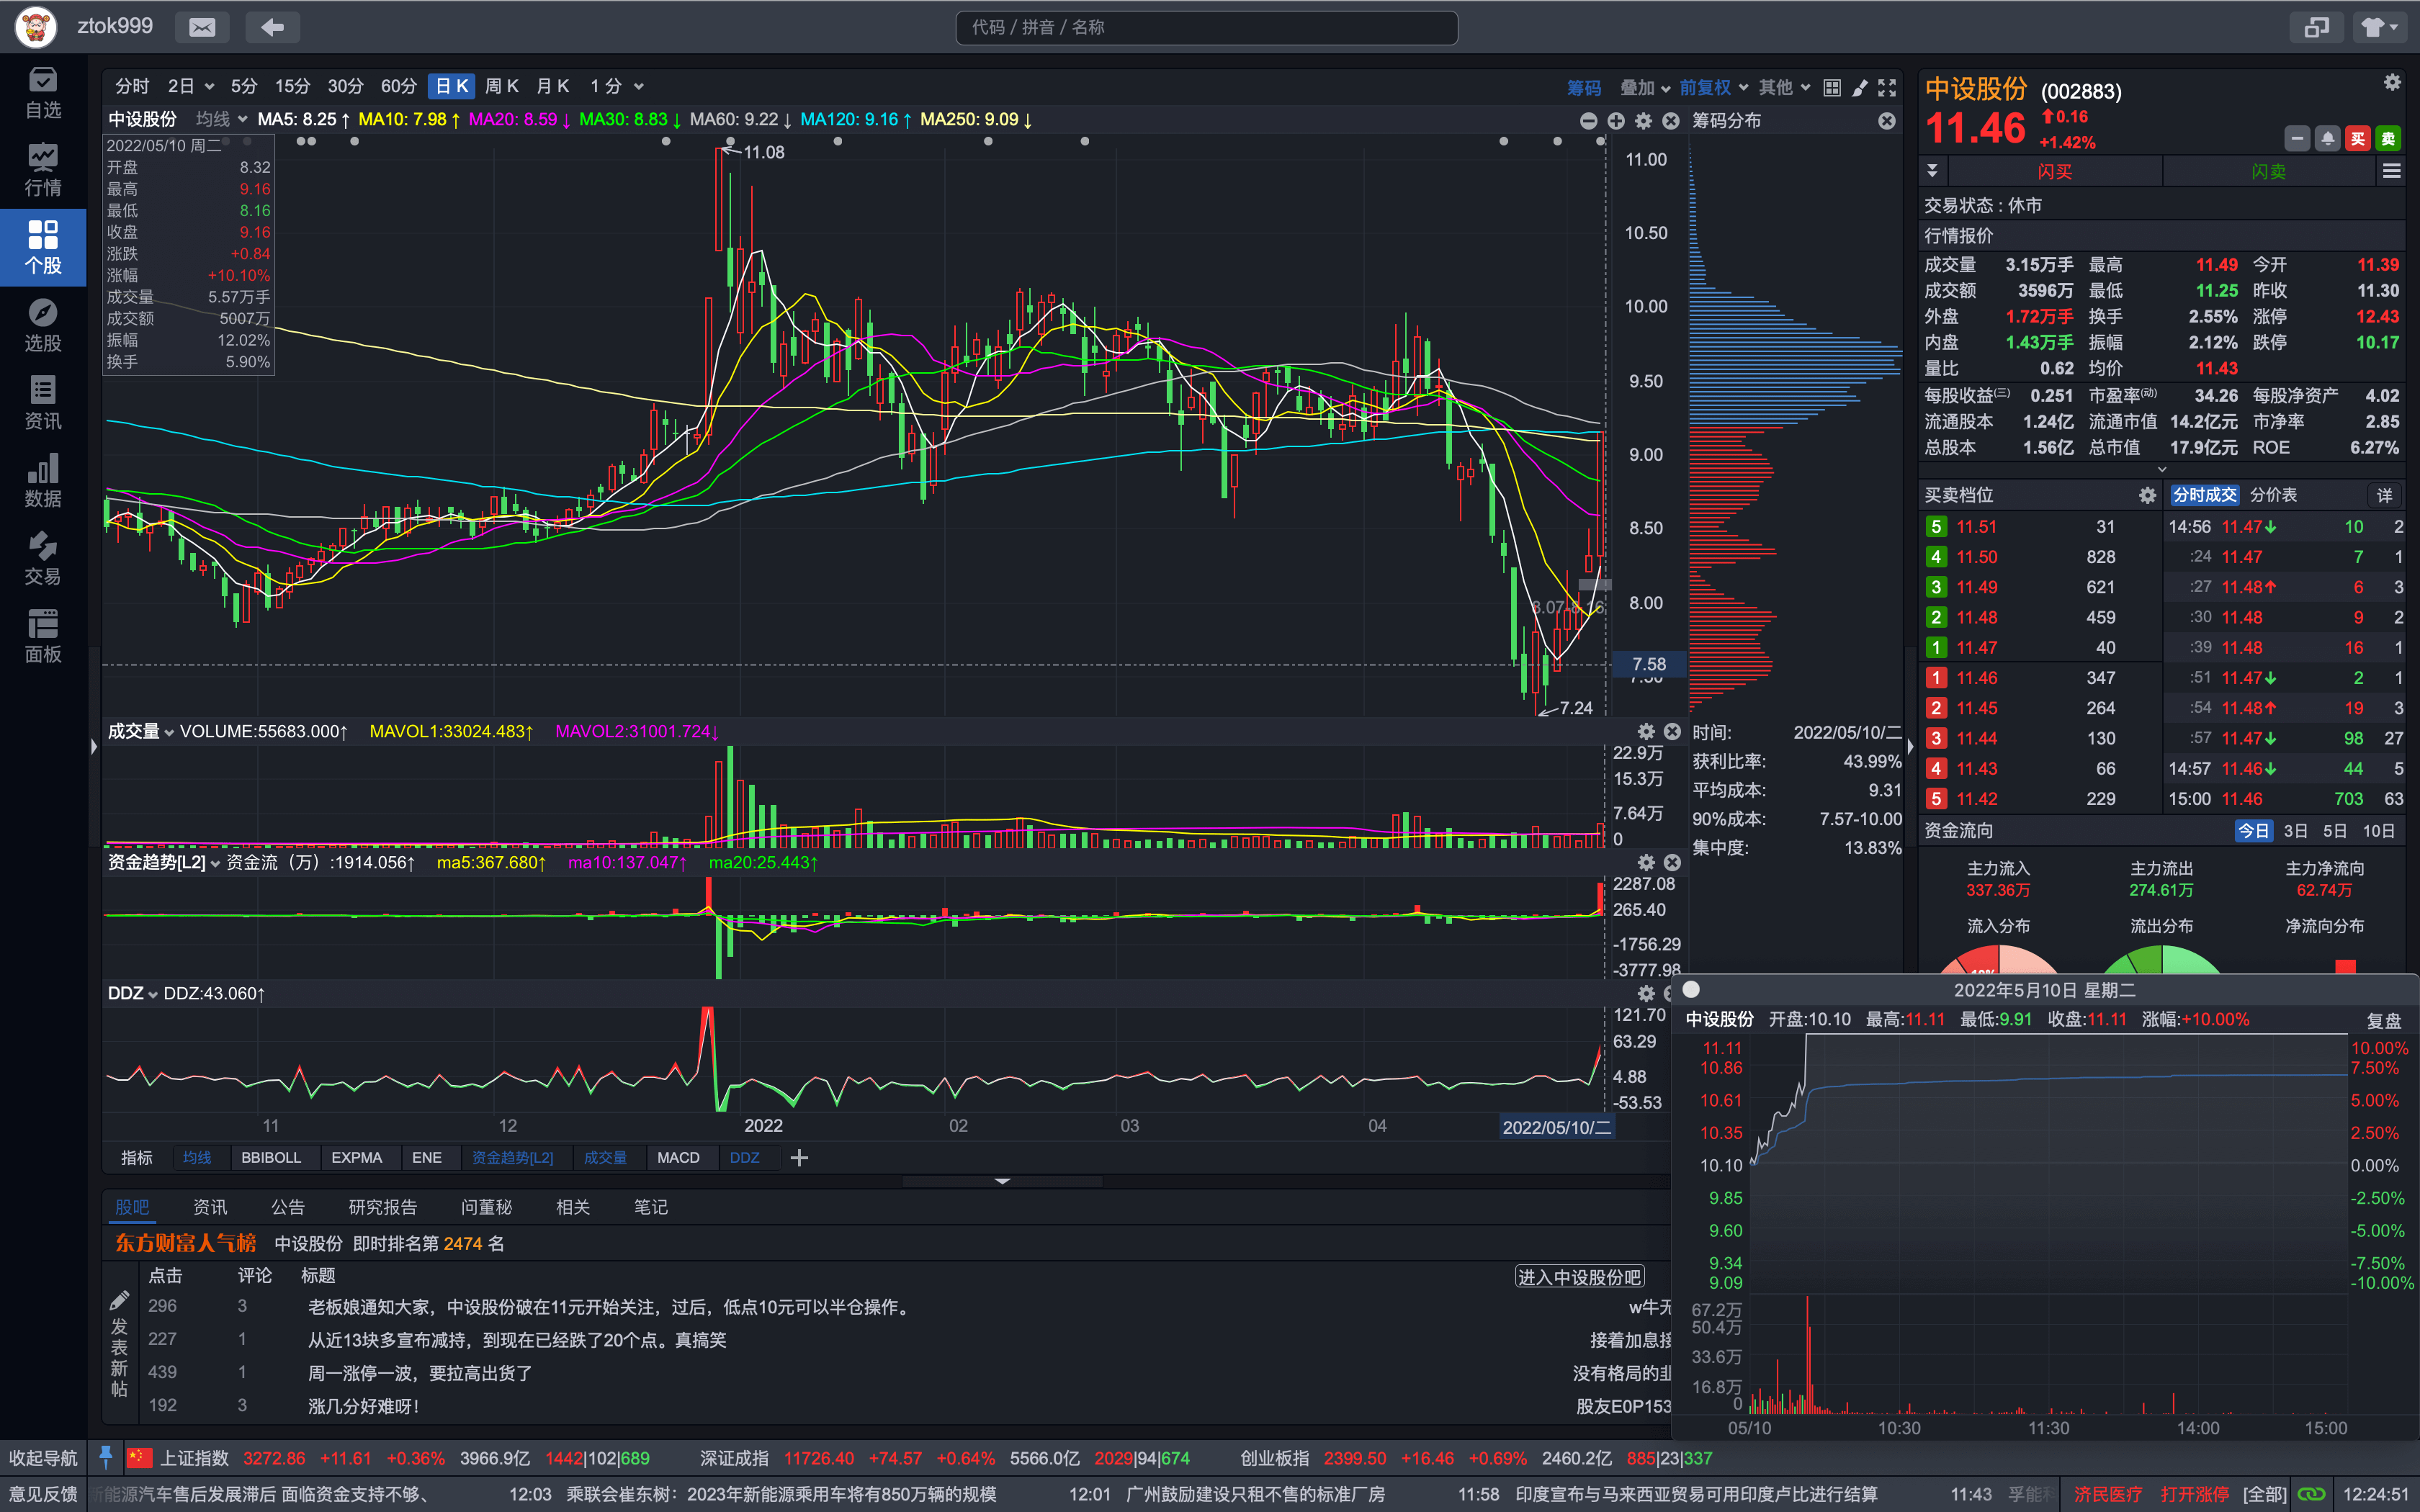 ztok999
代码 / 拼音 / 名称
自选
行情
个股
选股
资讯
数据
交易
面板
分时 2日 5分 15分 30分 60分 日K 周K 月K 1分 筹码 叠加 前复权 其他
中设股份 均线 MA5: 8.25↑ MA10: 7.98↑ MA20: 8.59↓ MA30: 8.83↓ MA60: 9.22↓ MA120: 9.16↑ MA250: 9.09↓ 筹码分布
2022/05/10 周二
开盘 8.32
最高 9.16
最低 8.16
收盘 9.16
涨跌 +0.84
涨幅 +10.10%
成交量 5.57万手
成交额 5007万
振幅 12.02%
换手 5.90%
11.08
8.07-8.16
7.24
11.00
10.50
10.00
9.50
9.00
8.50
8.00
7.58
7.50
成交量 VOLUME:55683.000↑ MAVOL1:33024.483↑ MAVOL2:31001.724↓
22.9万
15.3万
7.64万
0
资金趋势[L2] 资金流（万）:1914.056↑ ma5:367.680↑ ma10:137.047↑ ma20:25.443↑
2287.08
265.40
-1756.29
-3777.98
DDZ DDZ:43.060↑
121.70
63.29
4.88
-53.53
11 12 2022 02 03 04 2022/05/10/二
时间: 2022/05/10/二
获利比率: 43.99%
平均成本: 9.31
90%成本: 7.57-10.00
集中度: 13.83%
指标 均线 BBIBOLL EXPMA ENE 资金趋势[L2] 成交量 MACD DDZ
股吧 资讯 公告 研究报告 问董秘 相关 笔记
东方财富人气榜 中设股份 即时排名第 2474 名
发表新帖
点击 评论 标题 进入中设股份吧
296 3 老板娘通知大家，中设股份破在11元开始关注，过后，低点10元可以半仓操作。 w牛无
227 1 从近13块多宣布减持，到现在已经跌了20个点。真搞笑 接着加息接
439 1 周一涨停一波，要拉高出货了 没有格局的韭
192 3 涨几分好难呀！ 股友E0P153
中设股份 (002883)
11.46 ↑0.16
+1.42%
买 卖
闪买 闪卖
交易状态：休市
行情报价
成交量 3.15万手 最高 11.49 今开 11.39
成交额 3596万 最低 11.25 昨收 11.30
外盘 1.72万手 换手 2.55% 涨停 12.43
内盘 1.43万手 振幅 2.12% 跌停 10.17
量比 0.62 均价 11.43
每股收益(三) 0.251 市盈率(动) 34.26 每股净资产 4.02
流通股本 1.24亿 流通市值 14.2亿元 市净率 2.85
总股本 1.56亿 总市值 17.9亿元 ROE 6.27%
买卖档位 分时成交 分价表 详
5 11.51 31 14:56 11.47↓ 10 2
4 11.50 828 :24 11.47 7 1
3 11.49 621 :27 11.48↑ 6 3
2 11.48 459 :30 11.48 9 2
1 11.47 40 :39 11.48 16 1
1 11.46 347 :51 11.47↓ 2 1
2 11.45 264 :54 11.48↑ 19 3
3 11.44 130 :57 11.47↓ 98 27
4 11.43 66 14:57 11.46↓ 44 5
5 11.42 229 15:00 11.46 703 63
资金流向 今日 3日 5日 10日
主力流入 主力流出 主力净流向
337.36万 274.61万 62.74万
流入分布 流出分布 净流向分布
2022年5月10日 星期二
中设股份 开盘:10.10 最高:11.11 最低:9.91 收盘:11.11 涨幅:+10.00% 复盘
11.11 10.00%
10.86 7.50%
10.61 5.00%
10.35 2.50%
10.10 0.00%
9.85 -2.50%
9.60 -5.00%
9.34 -7.50%
9.09 -10.00%
67.2万
50.4万
33.6万
16.8万
0
05/10 10:30 11:30 14:00 15:00
收起导航 上证指数 3272.86 +11.61 +0.36% 3966.9亿 1442|102|689 深证成指 11726.40 +74.57 +0.64% 5566.0亿 2029|94|674 创业板指 2399.50 +16.46 +0.69% 2460.2亿 885|23|337
意见反馈 新能源汽车售后发展滞后 面临资金支持不够、 12:03 乘联会崔东树：2023年新能源乘用车将有850万辆的规模 12:01 广州鼓励建设只租不售的标准厂房 11:58 印度宣布与马来西亚贸易可用印度卢比进行结算 11:43 孚能科 济民医疗 打开涨停 [全部] 12:24:51